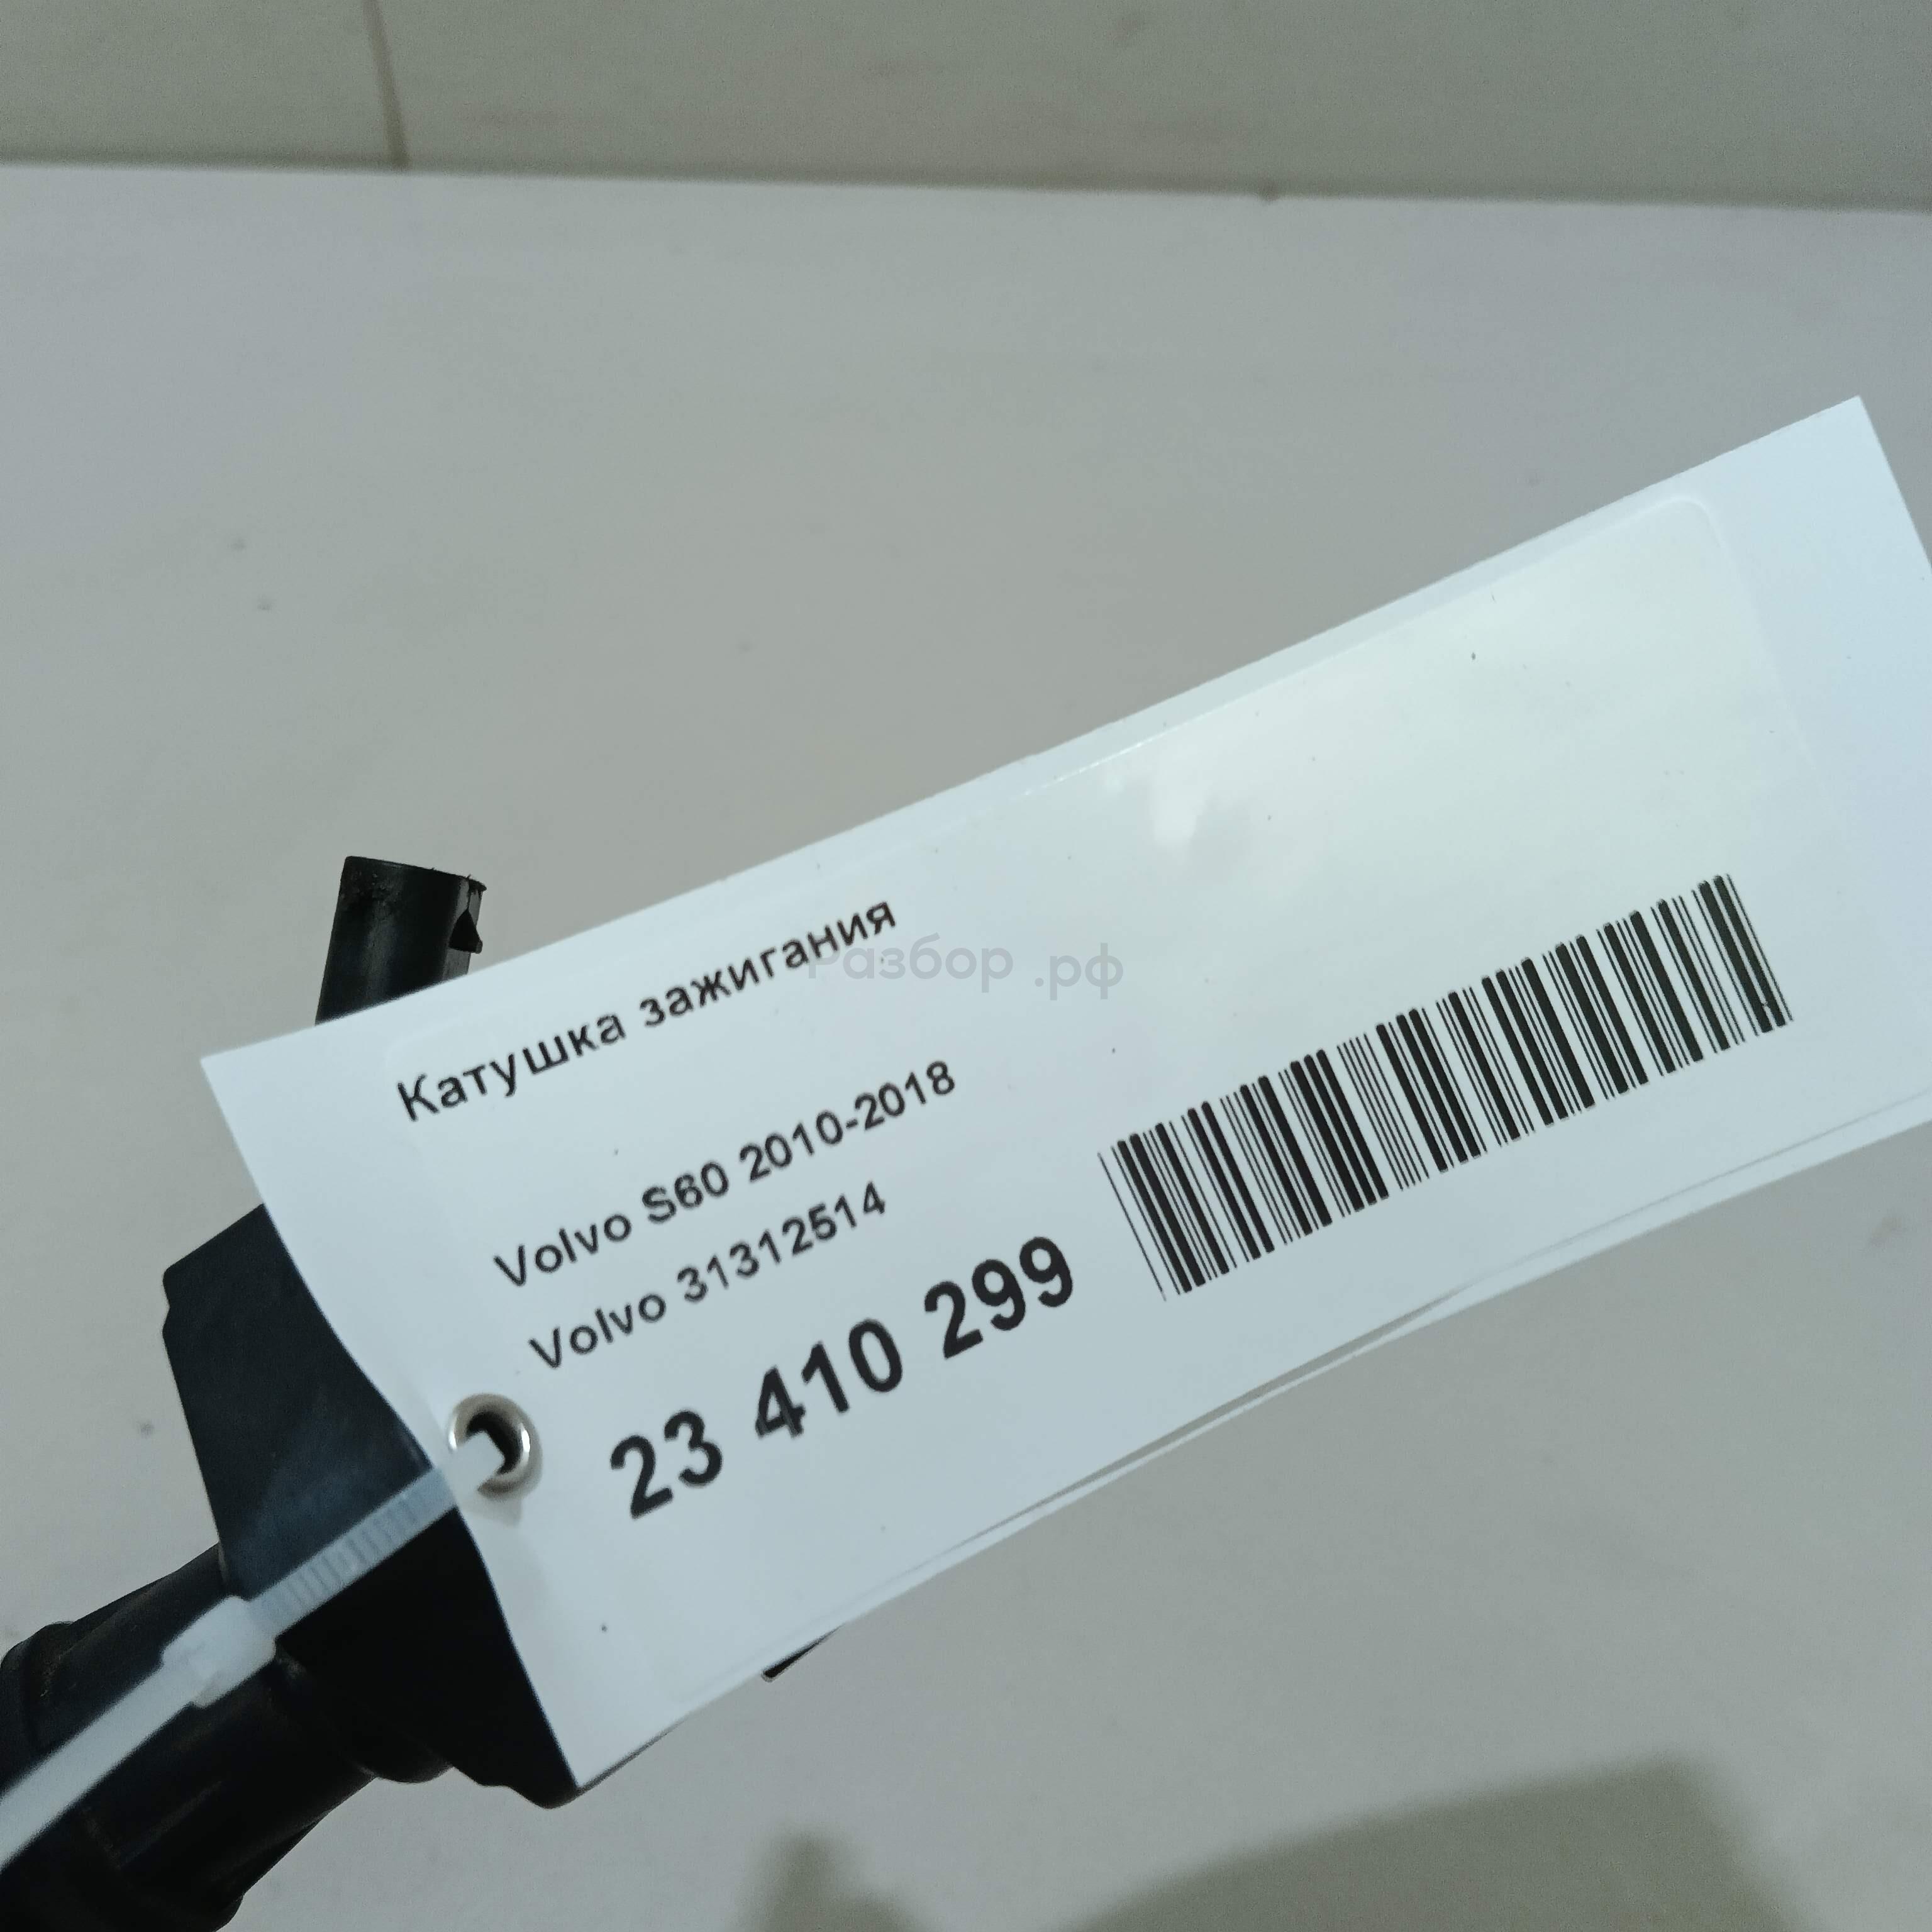 Катушка зажигания
Разбор .рф
Volvo S60 2010-2018
Volvo 31312514
23 410 299